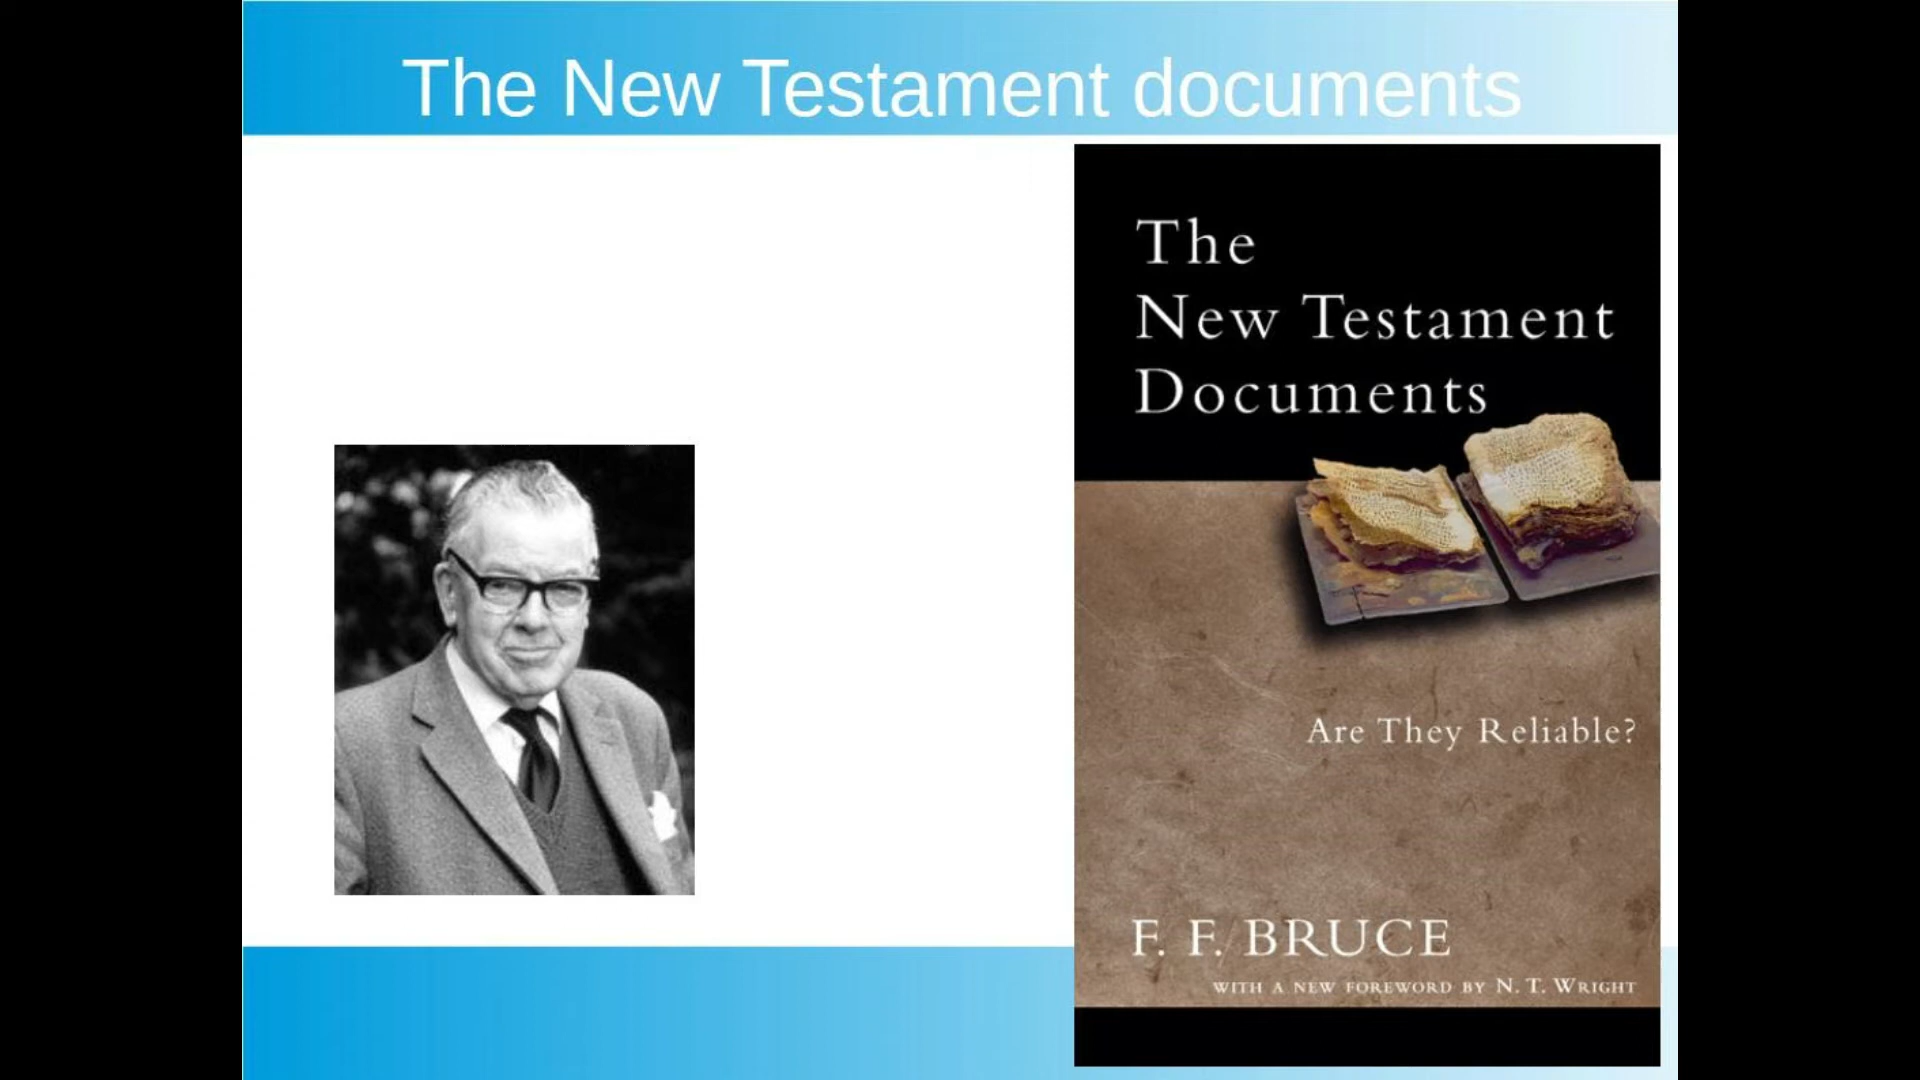 The New Testament documents
The
New Testament
Documents
Are They Reliable?
F. F. BRUCE
WITH A NEW FOREWORD BY N. T. WRIGHT